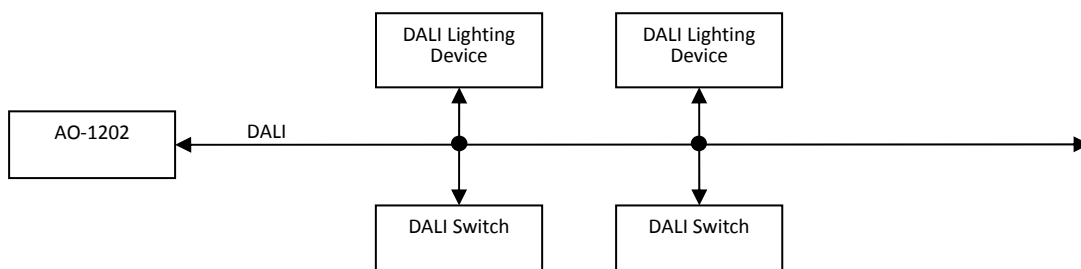 DALI Lighting
Device
DALI Lighting
Device
AO-1202
DALI
DALI Switch
DALI Switch